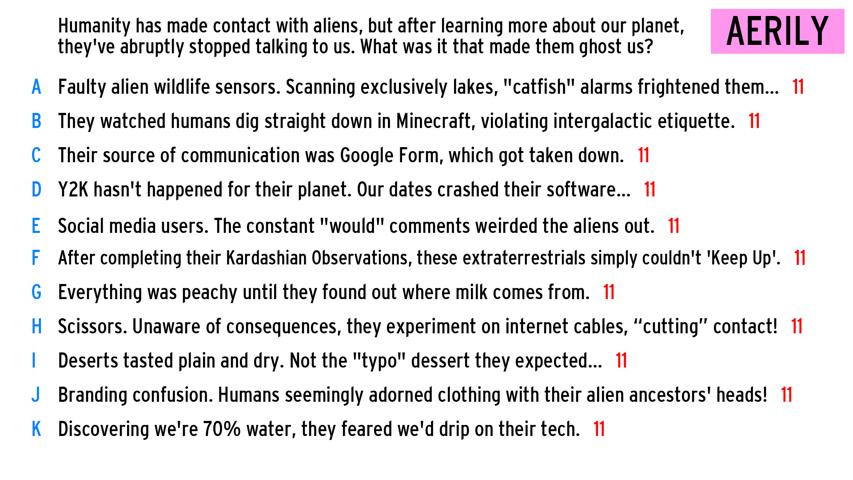 Humanity has made contact with aliens, but after learning more about our planet,
they've abruptly stopped talking to us. What was it that made them ghost us?
AERILY
A Faulty alien wildlife sensors. Scanning exclusively lakes, "catfish" alarms frightened them... 11
B They watched humans dig straight down in Minecraft, violating intergalactic etiquette. 11
C Their source of communication was Google Form, which got taken down. 11
D Y2K hasn't happened for their planet. Our dates crashed their software... 11
E Social media users. The constant "would" comments weirded the aliens out. 11
F After completing their Kardashian Observations, these extraterrestrials simply couldn't 'Keep Up'. 11
G Everything was peachy until they found out where milk comes from. 11
H Scissors. Unaware of consequences, they experiment on internet cables, “cutting” contact! 11
I Deserts tasted plain and dry. Not the "typo" dessert they expected... 11
J Branding confusion. Humans seemingly adorned clothing with their alien ancestors' heads! 11
K Discovering we're 70% water, they feared we'd drip on their tech. 11